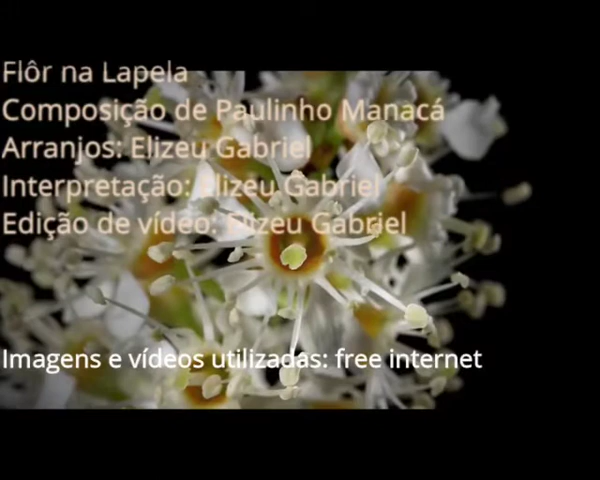 Flôr na Lapela
Composição de Paulinho Manacá
Arranjos: Elizeu Gabriel
Interpretação: Elizeu Gabriel
Edição de vídeo: Elizeu Gabriel
Imagens e vídeos utilizadas: free internet